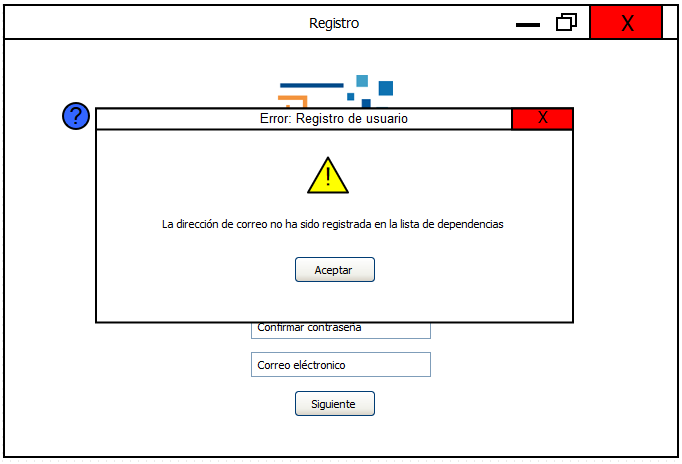 Registro
X
?
Error: Registro de usuario
X
!
La dirección de correo no ha sido registrada en la lista de dependencias
Aceptar
Confirmar contraseña
Correo eléctronico
Siguiente